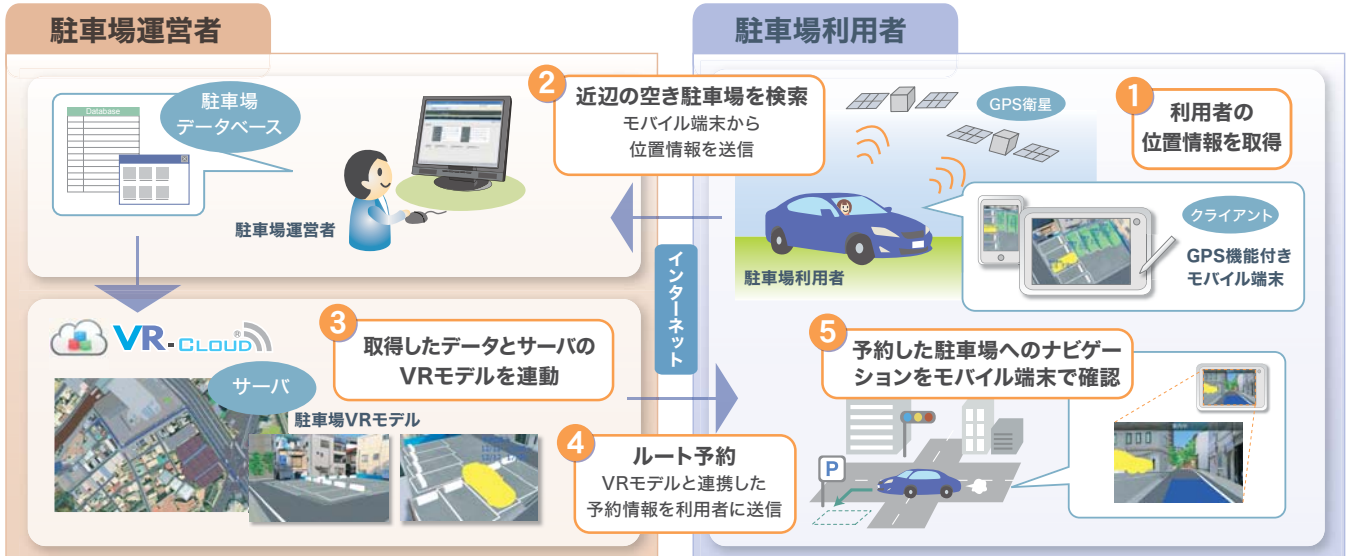 駐車場運営者
Database
駐車場
データベース
駐車場運営者
2
近辺の空き駐車場を検索
モバイル端末から
位置情報を送信
VR-CLOUD®
サーバ
駐車場VRモデル
3
取得したデータとサーバの
VRモデルを連動
4
ルート予約
VRモデルと連携した
予約情報を利用者に送信
インターネット
駐車場利用者
GPS衛星
1
利用者の
位置情報を取得
駐車場利用者
クライアント
GPS機能付き
モバイル端末
5
予約した駐車場へのナビゲー
ションをモバイル端末で確認
P